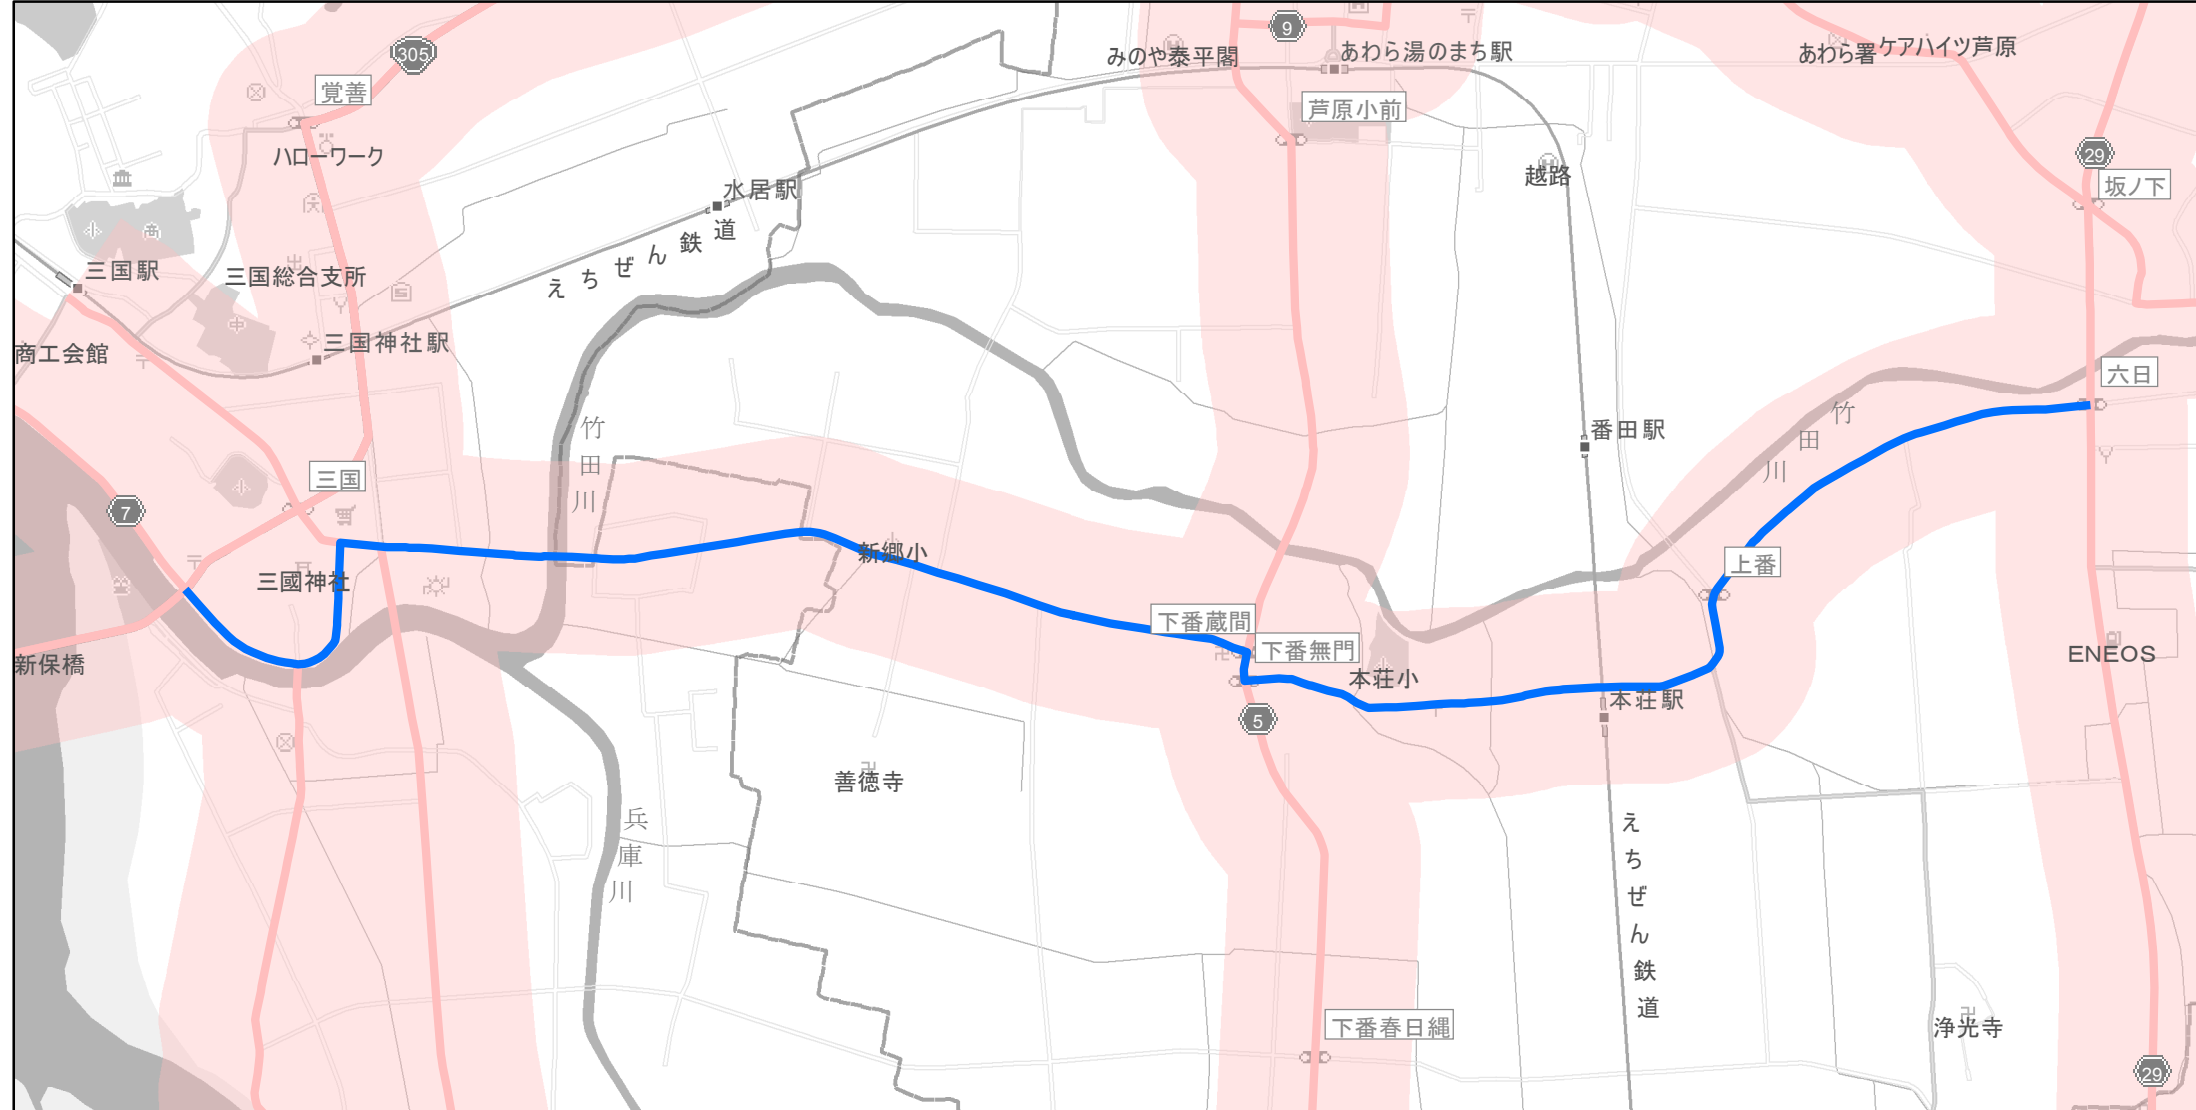 305
覚善
ハローワーク
みのや泰平閣
9
あわら湯のまち駅
芦原小前
あわら署
ケアハイツ芦原
29
坂ノ下
越路
水居駅
えちぜん鉄道
三国駅
三国総合支所
三国神社駅
商工会館
竹田川
番田駅
竹田川
六日
三国
7
三國神社
新郷小
上番
下番蔵間
下番無門
本荘小
本荘駅
ENEOS
新保橋
5
善徳寺
兵庫川
えちぜん鉄道
下番春日縄
浄光寺
29